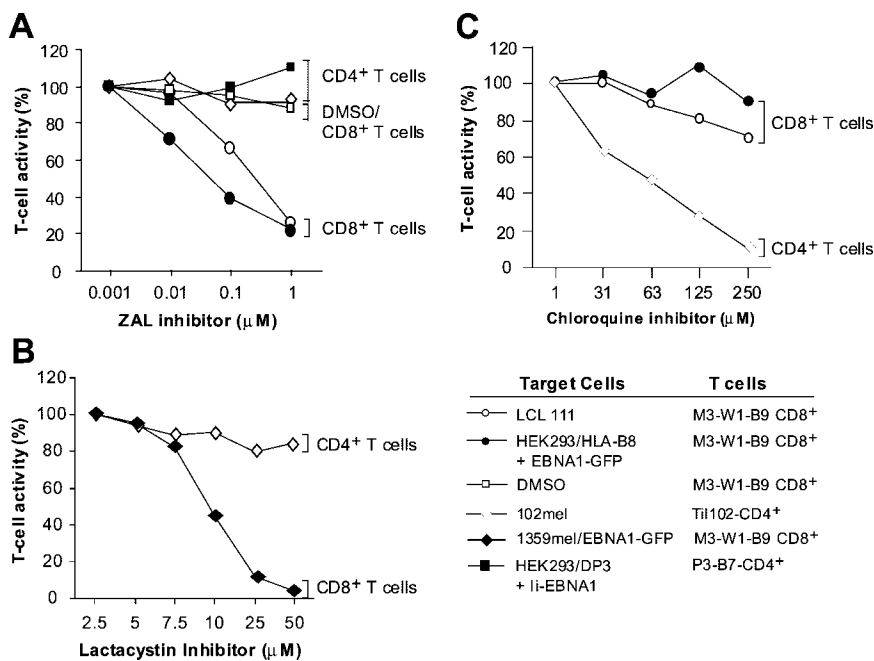 A
T-cell activity (%)
120
100
80
60
40
20
0
0.001 0.01 0.1 1
ZAL inhibitor (μM)
CD4+ T cells
DMSO/
CD8+ T cells
CD8+ T cells
C
T-cell activity (%)
120
100
80
60
40
20
0
1 31 63 125 250
Chloroquine inhibitor (μM)
CD8+ T cells
CD4+ T cells
B
T-cell activity (%)
120
100
80
60
40
20
0
2.5 5 7.5 10 25 50
Lactacystin Inhibitor (μM)
CD4+ T cells
CD8+ T cells
Target Cells T cells
LCL 111 M3-W1-B9 CD8+
HEK293/HLA-B8 M3-W1-B9 CD8+
+ EBNA1-GFP
DMSO M3-W1-B9 CD8+
102mel Til102-CD4+
1359mel/EBNA1-GFP M3-W1-B9 CD8+
HEK293/DP3 P3-B7-CD4+
+ Ii-EBNA1